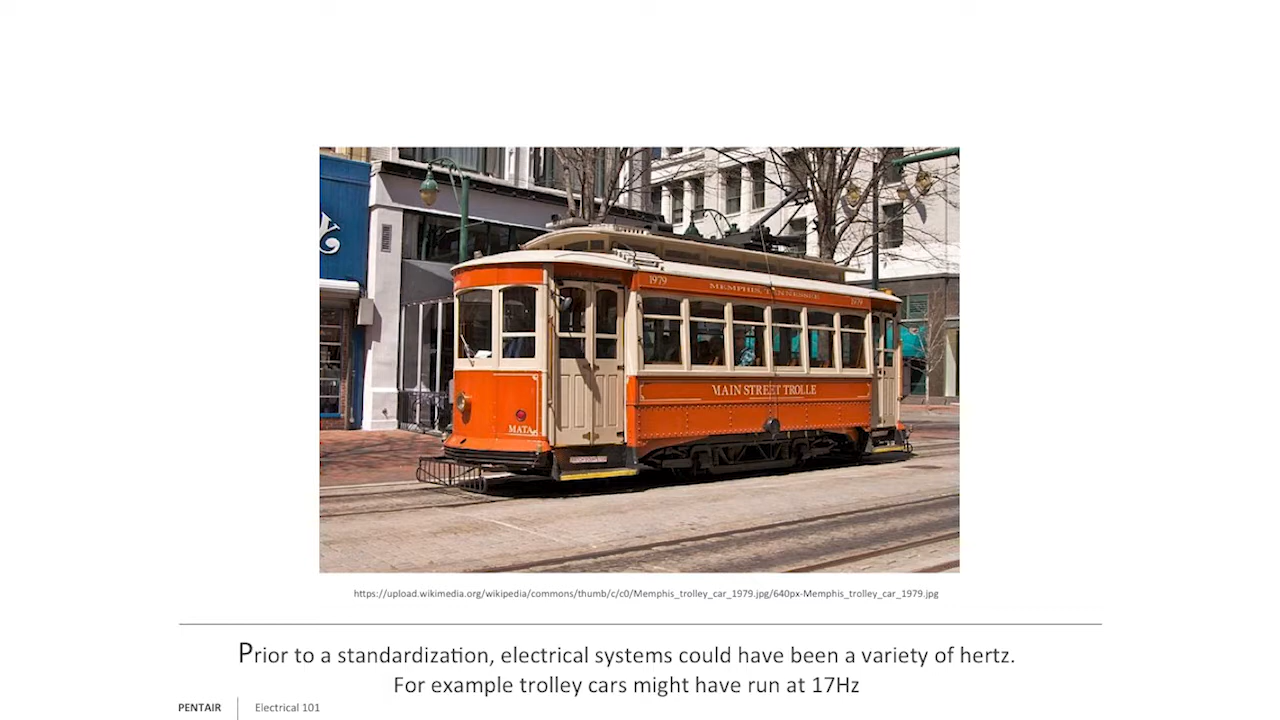 1979
MEMPHIS, TENNESSEE
MAIN STREET TROLLE
MATA
https://upload.wikimedia.org/wikipedia/commons/thumb/c/c0/Memphis_trolley_car_1979.jpg/640px-Memphis_trolley_car_1979.jpg
Prior to a standardization, electrical systems could have been a variety of hertz.
For example trolley cars might have run at 17Hz
PENTAIR
Electrical 101